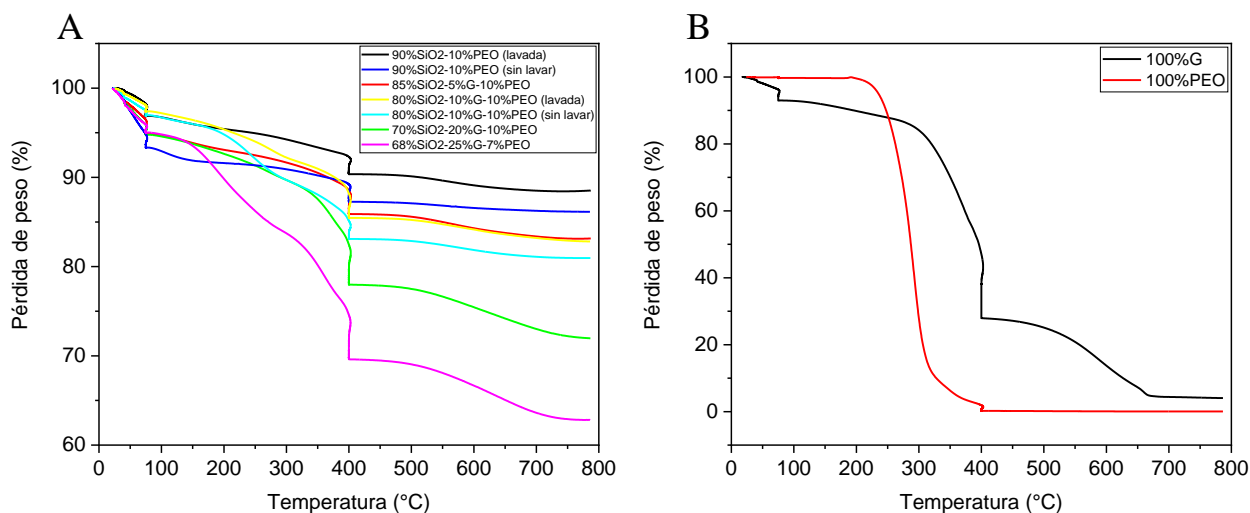 A
Pérdida de peso (%)
100
90
80
70
60
90%SiO2-10%PEO (lavada)
90%SiO2-10%PEO (sin lavar)
85%SiO2-5%G-10%PEO
80%SiO2-10%G-10%PEO (lavada)
80%SiO2-10%G-10%PEO (sin lavar)
70%SiO2-20%G-10%PEO
68%SiO2-25%G-7%PEO
0 100 200 300 400 500 600 700 800
Temperatura (°C)
B
Pérdida de peso (%)
100
80
60
40
20
0
100%G
100%PEO
0 100 200 300 400 500 600 700 800
Temperatura (°C)